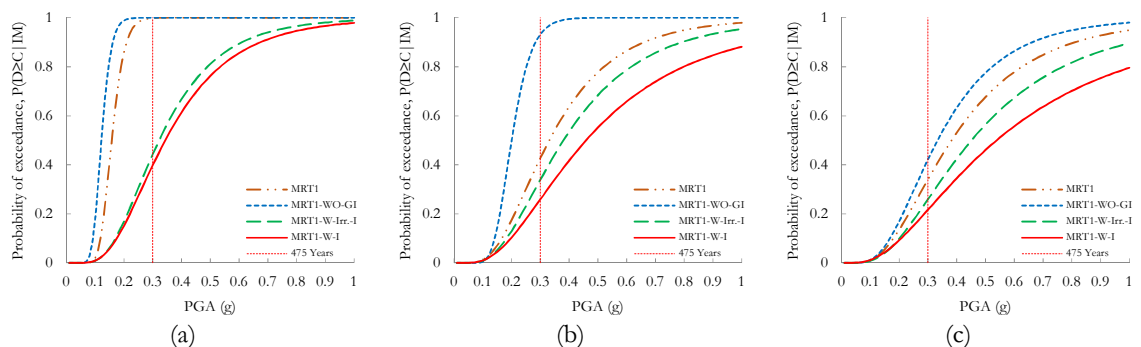 Probability of exceedance, P(D≥C|IM)
1
0.8
0.6
0.4
0.2
0
MRT1
MRT1-WO-GI
MRT1-W-Irr.-I
MRT1-W-I
475 Years
0 0.1 0.2 0.3 0.4 0.5 0.6 0.7 0.8 0.9 1
PGA (g)
(a)
Probability of exceedance, P(D≥C|IM)
1
0.8
0.6
0.4
0.2
0
MRT1
MRT1-WO-GI
MRT1-W-Irr.-I
MRT1-W-I
475 Years
0 0.1 0.2 0.3 0.4 0.5 0.6 0.7 0.8 0.9 1
PGA (g)
(b)
Probability of exceedance, P(D≥C|IM)
1
0.8
0.6
0.4
0.2
0
MRT1
MRT1-WO-GI
MRT1-W-Irr.-I
MRT1-W-I
475 Years
0 0.1 0.2 0.3 0.4 0.5 0.6 0.7 0.8 0.9 1
PGA (g)
(c)